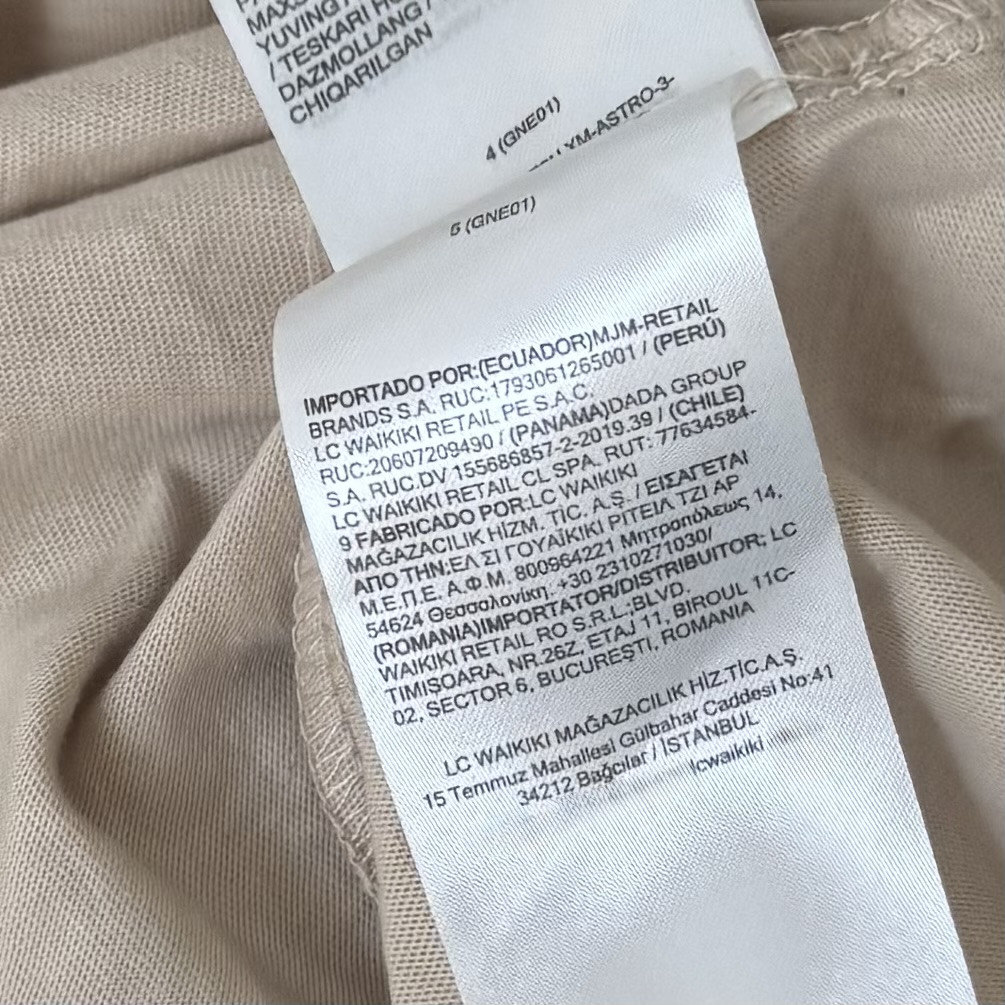 YUVING
/ TESKARI
DAZMOLLANG /
CHIQARILGAN
4 (GNE01)
YM-ASTRO-3-
5 (GNE01)
IMPORTADO POR:(ECUADOR)MJM-RETAIL
BRANDS S.A. RUC:1793061265001 / (PERÚ)
LC WAIKIKI RETAIL PE S.A.C.
RUC:20607209490 / (PANAMA)DADA GROUP
S.A. RUC.DV/155686857-2-2019.39 / (CHILE)
LC WAIKIKI RETAIL CL SPA. RUT: 77634584-
9 FABRICADO POR:LC WAIKIKI
MAĞAZACILIK HİZM. TİC. A.Ş. / ΕΙΣΑΓΕΤΑΙ
ΑΠΟ ΤΗΝ:ΕΛ ΣΙ ΓΟΥΑΪΚΙΚΙ ΡΙΤΕΙΛ ΤΖΙ ΑΡ
Μ.Ε.Π.Ε. Α.Φ.Μ. 800964221 Μητροπόλεως 14,
54624 Θεσσαλονίκη. +30 2310271030/
(ROMANIA)IMPORTATOR/DISTRIBUITOR; LC
WAIKIKI RETAIL RO S.R.L.;BLVD.
TIMIŞOARA, NR.26Z, ETAJ 11, BIROUL 11C-
02, SECTOR 6, BUCUREŞTI, ROMANIA
LC WAIKIKI MAĞAZACILIK HİZ.TİC.A.Ş.
15 Temmuz Mahallesi Gülbahar Caddesi No:41
34212 Bağcılar / İSTANBUL
lcwaikiki